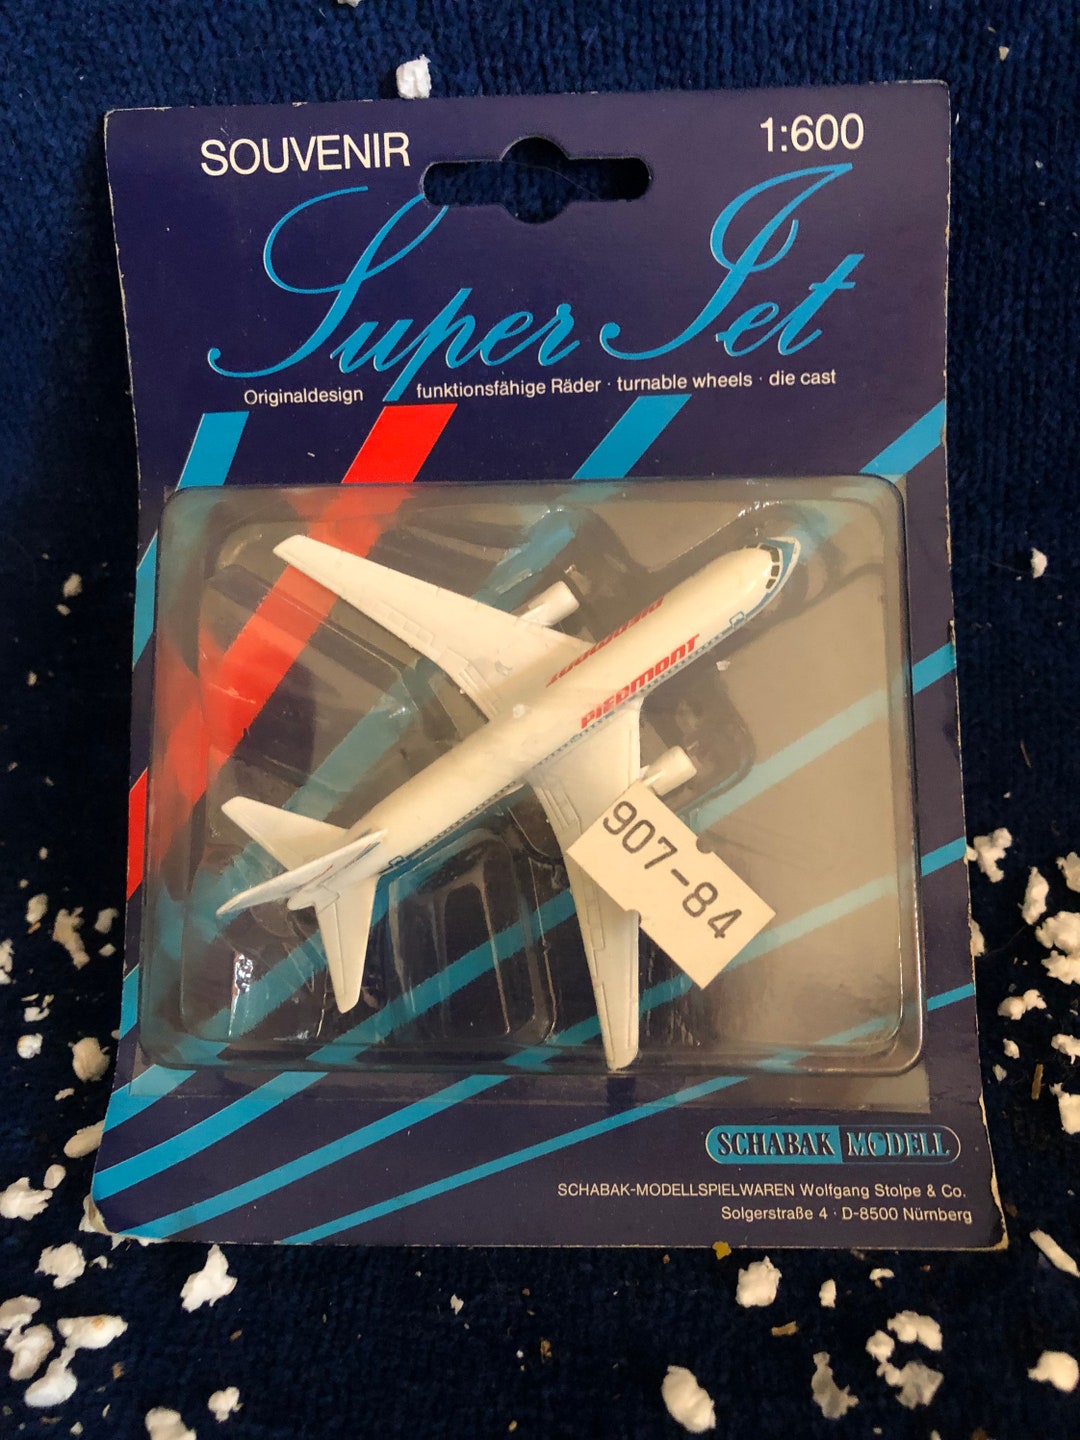 SOUVENIR
1:600
Super Jet
Originaldesign funktionsfähige Räder · turnable wheels · die cast
PIEDMONT
PIEDMONT
907-84
SCHABAK MODELL
SCHABAK-MODELLSPIELWAREN Wolfgang Stolpe & Co.
Solgerstraße 4 · D-8500 Nürnberg